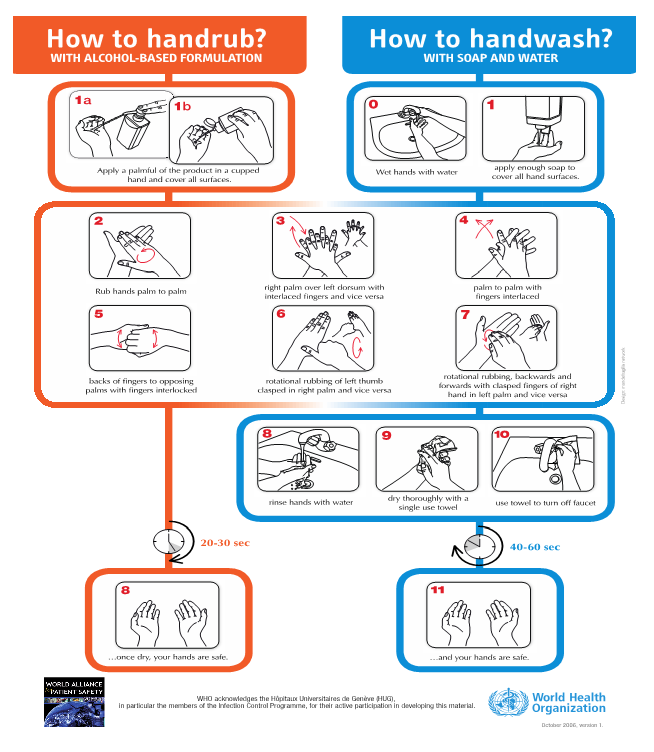 How to handrub?
WITH ALCOHOL-BASED FORMULATION
How to handwash?
WITH SOAP AND WATER
1a
1b
Apply a palmful of the product in a cupped
hand and cover all surfaces.
0
Wet hands with water
1
apply enough soap to
cover all hand surfaces.
2
Rub hands palm to palm
3
right palm over left dorsum with
interlaced fingers and vice versa
4
palm to palm with
fingers interlaced
5
backs of fingers to opposing
palms with fingers interlocked
6
rotational rubbing of left thumb
clasped in right palm and vice versa
7
rotational rubbing, backwards and
forwards with clasped fingers of right
hand in left palm and vice versa
8
rinse hands with water
9
dry thoroughly with a
single use towel
10
use towel to turn off faucet
20-30 sec
40-60 sec
8
...once dry, your hands are safe.
11
...and your hands are safe.
WORLD ALLIANCE
PATIENT SAFETY
WHO acknowledges the Hôpitaux Universitaires de Genève (HUG),
in particular the members of the Infection Control Programme, for their active participation in developing this material.
World Health
Organization
October 2006, version 1.